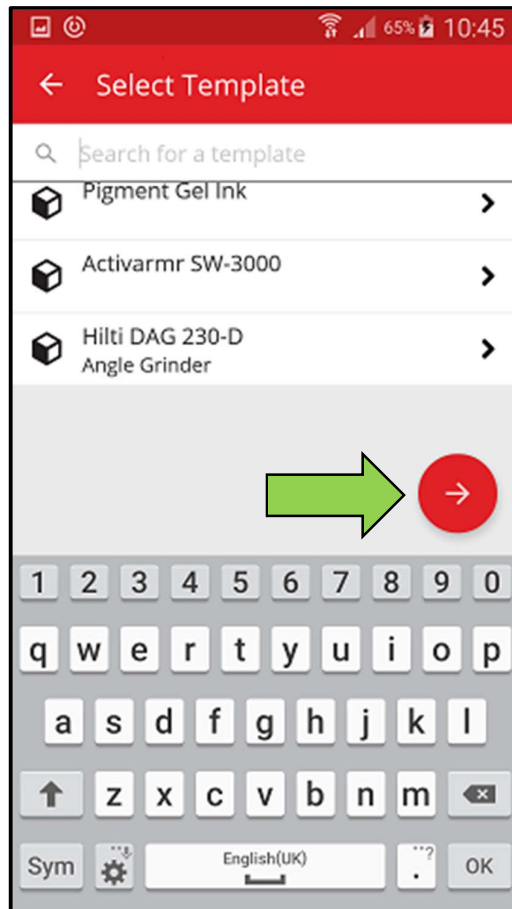 65% 10:45
Select Template
Search for a template
Pigment Gel Ink
Activarmr SW-3000
Hilti DAG 230-D
Angle Grinder
1 2 3 4 5 6 7 8 9 0
q w e r t y u i o p
a s d f g h j k l
z x c v b n m
Sym English(UK) . ? OK